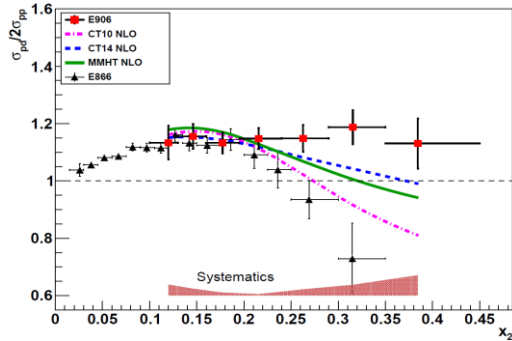 σpd/2σpp
1.6
1.4
1.2
1
0.8
0.6
E906
CT10 NLO
CT14 NLO
MMHT NLO
E866
Systematics
0 0.05 0.1 0.15 0.2 0.25 0.3 0.35 0.4 0.45
x2